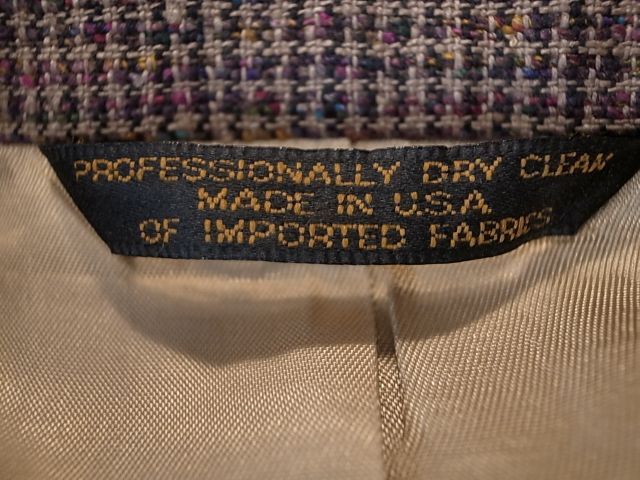 PROFESSIONALLY DRY CLEAN
MADE IN U.S.A
OF IMPORTED FABRICS